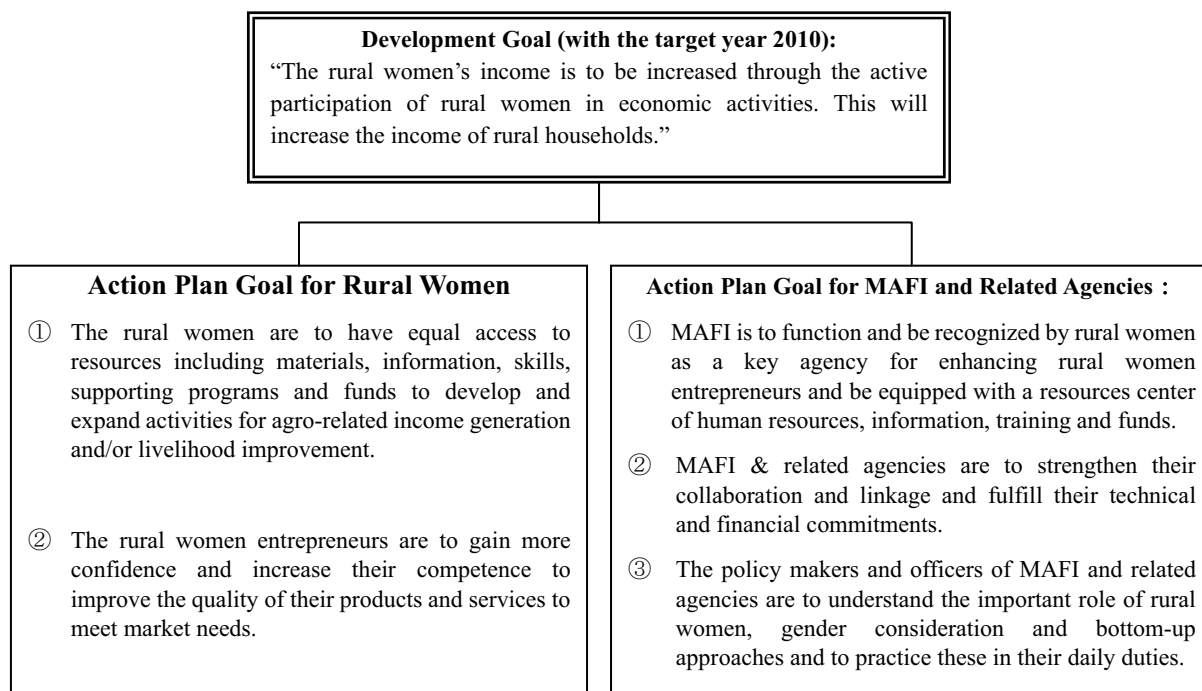 Development Goal (with the target year 2010):
“The rural women’s income is to be increased through the active
participation of rural women in economic activities. This will
increase the income of rural households.”
Action Plan Goal for Rural Women
① The rural women are to have equal access to
resources including materials, information, skills,
supporting programs and funds to develop and
expand activities for agro-related income generation
and/or livelihood improvement.
② The rural women entrepreneurs are to gain more
confidence and increase their competence to
improve the quality of their products and services to
meet market needs.
Action Plan Goal for MAFI and Related Agencies：
① MAFI is to function and be recognized by rural women
as a key agency for enhancing rural women
entrepreneurs and be equipped with a resources center
of human resources, information, training and funds.
② MAFI & related agencies are to strengthen their
collaboration and linkage and fulfill their technical
and financial commitments.
③ The policy makers and officers of MAFI and related
agencies are to understand the important role of rural
women, gender consideration and bottom-up
approaches and to practice these in their daily duties.